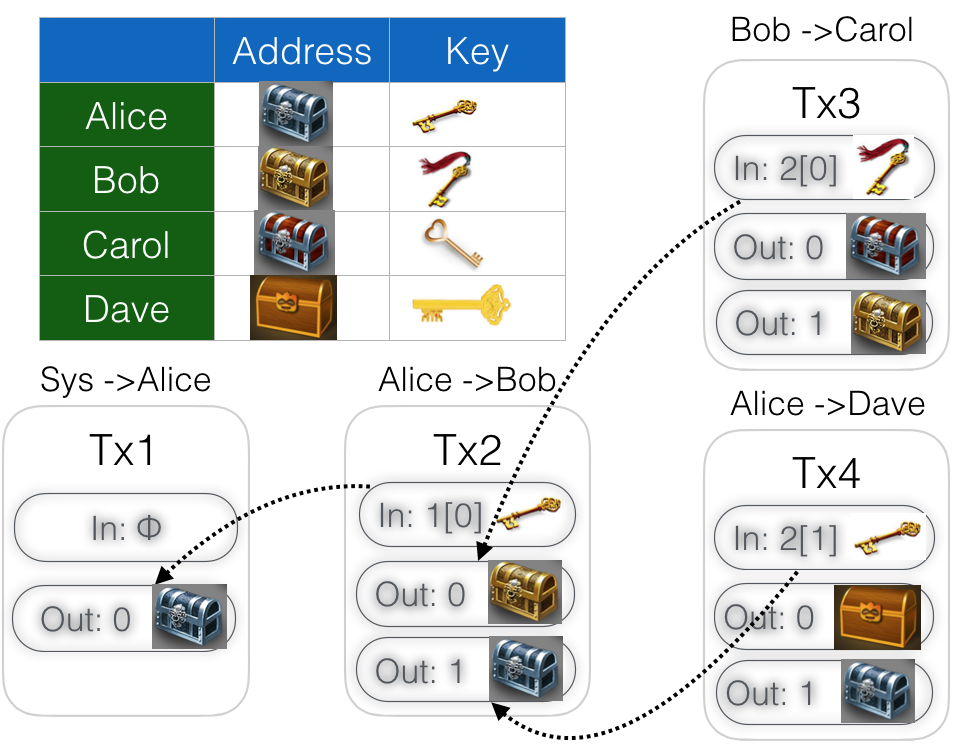 Address Key
Alice
Bob
Carol
Dave
Sys ->Alice
Tx1
In: Φ
Out: 0
Alice ->Bob
Tx2
In: 1[0]
Out: 0
Out: 1
Bob ->Carol
Tx3
In: 2[0]
Out: 0
Out: 1
Alice ->Dave
Tx4
In: 2[1]
Out: 0
Out: 1